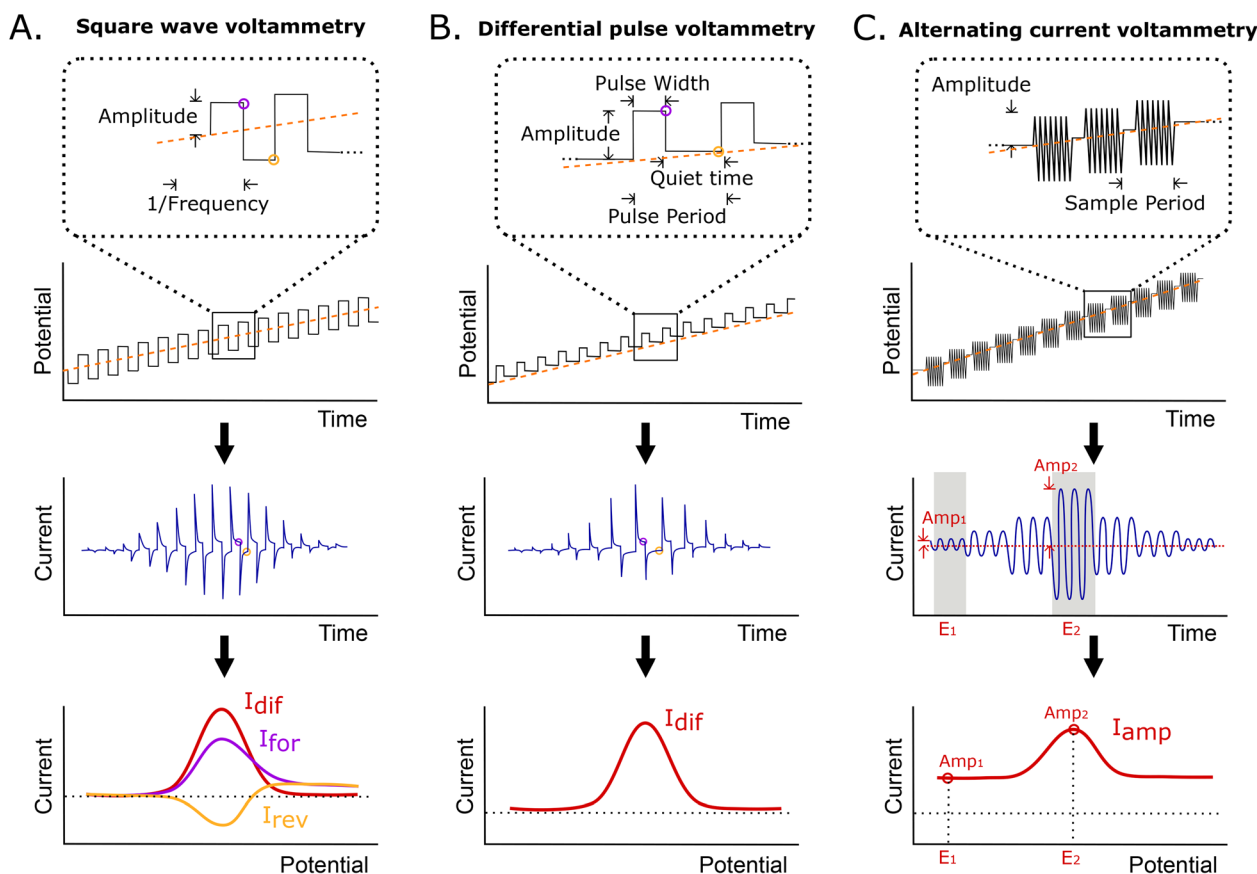 A. Square wave voltammetry
Amplitude
1/Frequency
Potential
Time
Current
Time
Idif
Ifor
Irev
Current
Potential
B. Differential pulse voltammetry
Pulse Width
Amplitude
Quiet time
Pulse Period
Potential
Time
Current
Time
Idif
Current
Potential
C. Alternating current voltammetry
Amplitude
Sample Period
Potential
Time
Amp2
Amp1
Current
E1 E2
Time
Amp2
Iamp
Amp1
Current
E1 E2
Potential